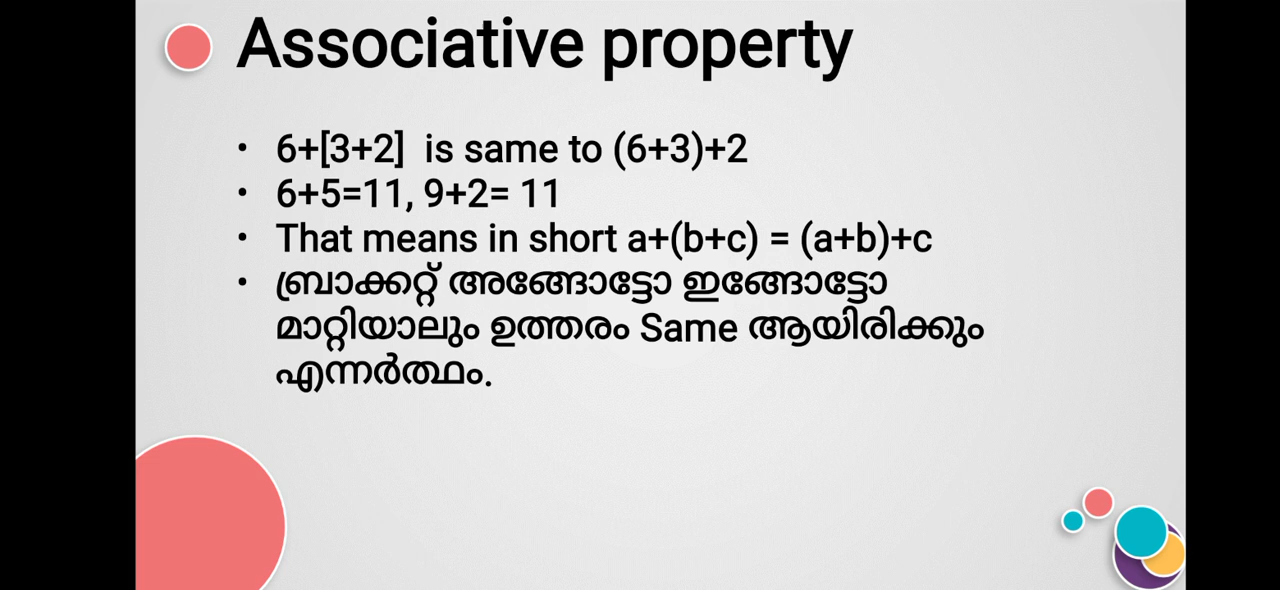 Associative property
• 6+[3+2]  is same to (6+3)+2
• 6+5=11, 9+2= 11
• That means in short a+(b+c) = (a+b)+c
• ബ്രാക്കറ്റ് അങ്ങോട്ടോ ഇങ്ങോട്ടോ
മാറ്റിയാലും ഉത്തരം Same ആയിരിക്കും
എന്നർത്ഥം.